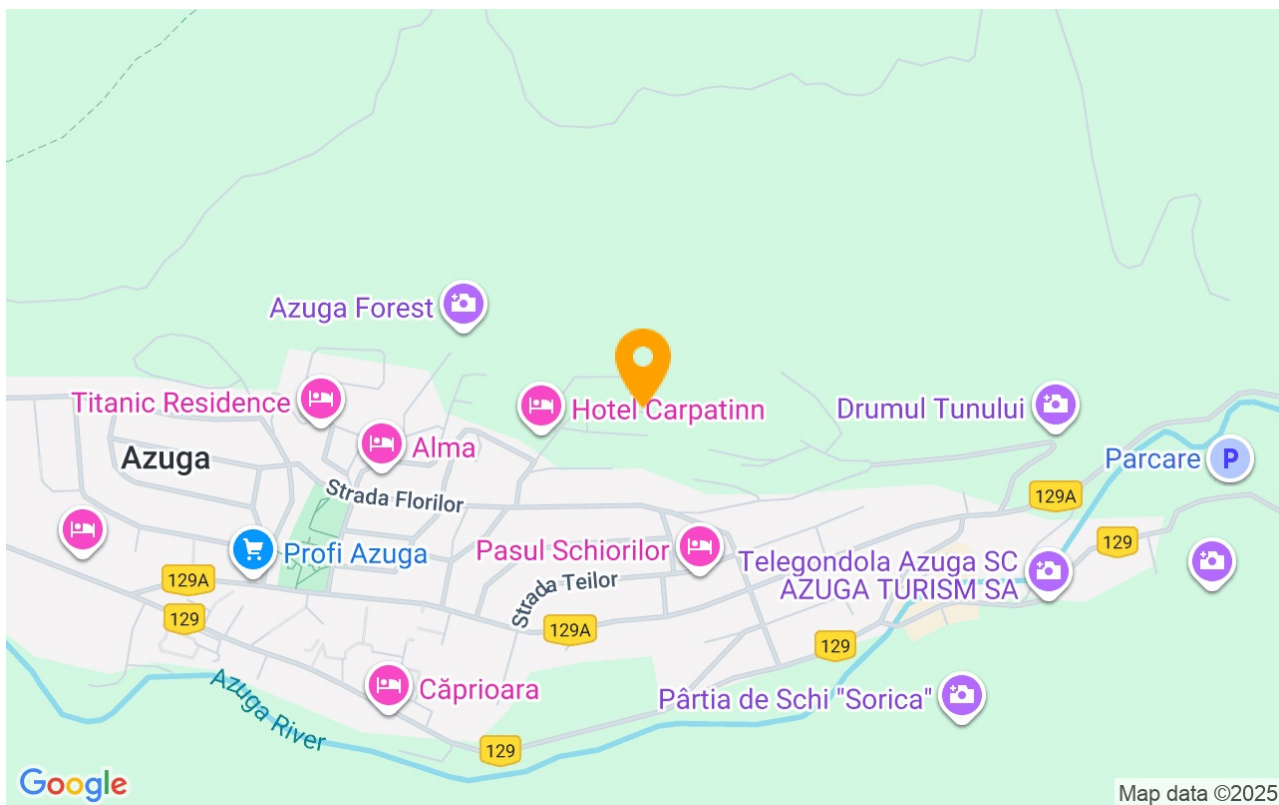 Azuga Forest
Titanic Residence
Hotel Carpatinn
Drumul Tunului
Alma
Azuga
Parcare
P
Strada Florilor
129A
Profi Azuga
Pasul Schiorilor
129
Telegondola Azuga SC
AZUGA TURISM SA
129A
Strada Teilor
129
129A
129
Căprioara
Pârtia de Schi "Sorica"
Azuga River
129
Google
Map data ©2025